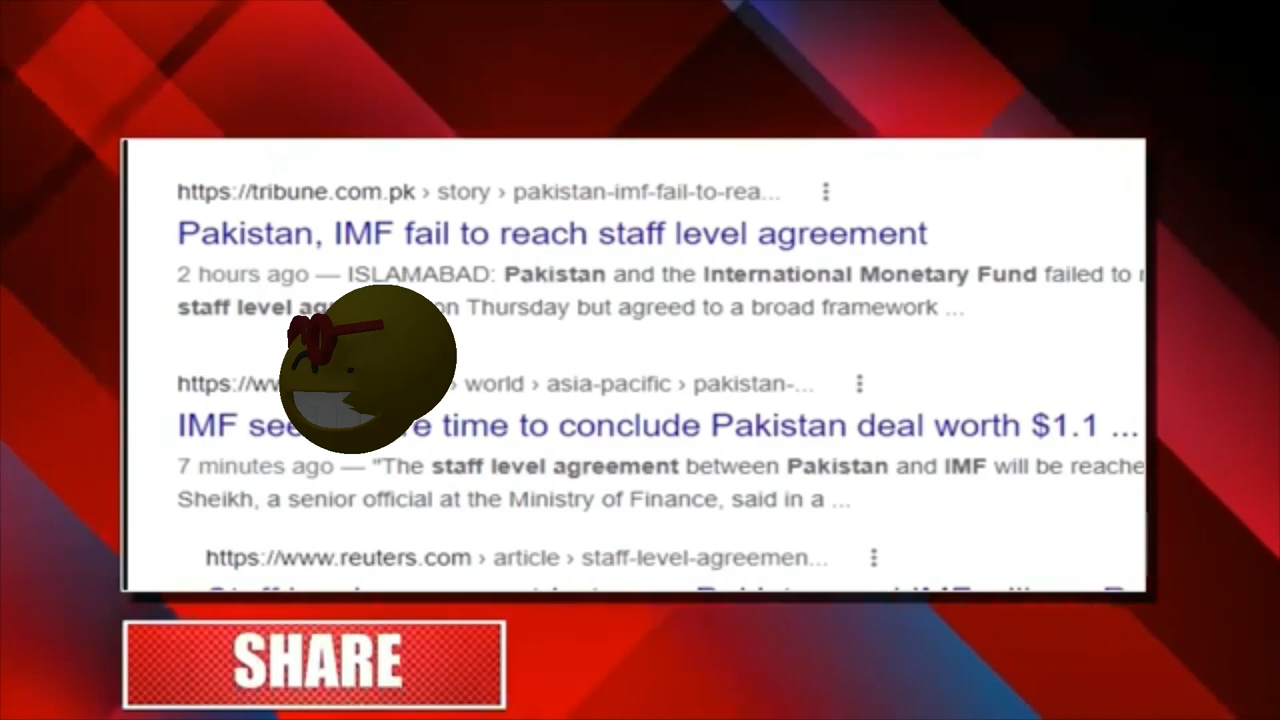 https://tribune.com.pk › story › pakistan-imf-fail-to-rea...
Pakistan, IMF fail to reach staff level agreement
2 hours ago — ISLAMABAD: Pakistan and the International Monetary Fund failed to
staff level on Thursday but agreed to a broad framework ...
› world › asia-pacific › pakistan-...
IMF time to conclude Pakistan deal worth $1.1 ...
7 minutes ago — "The staff level agreement between Pakistan and IMF will be reache
Sheikh, a senior official at the Ministry of Finance, said in a ...
https://www.reuters.com › article › staff-level-agreemen...
SHARE